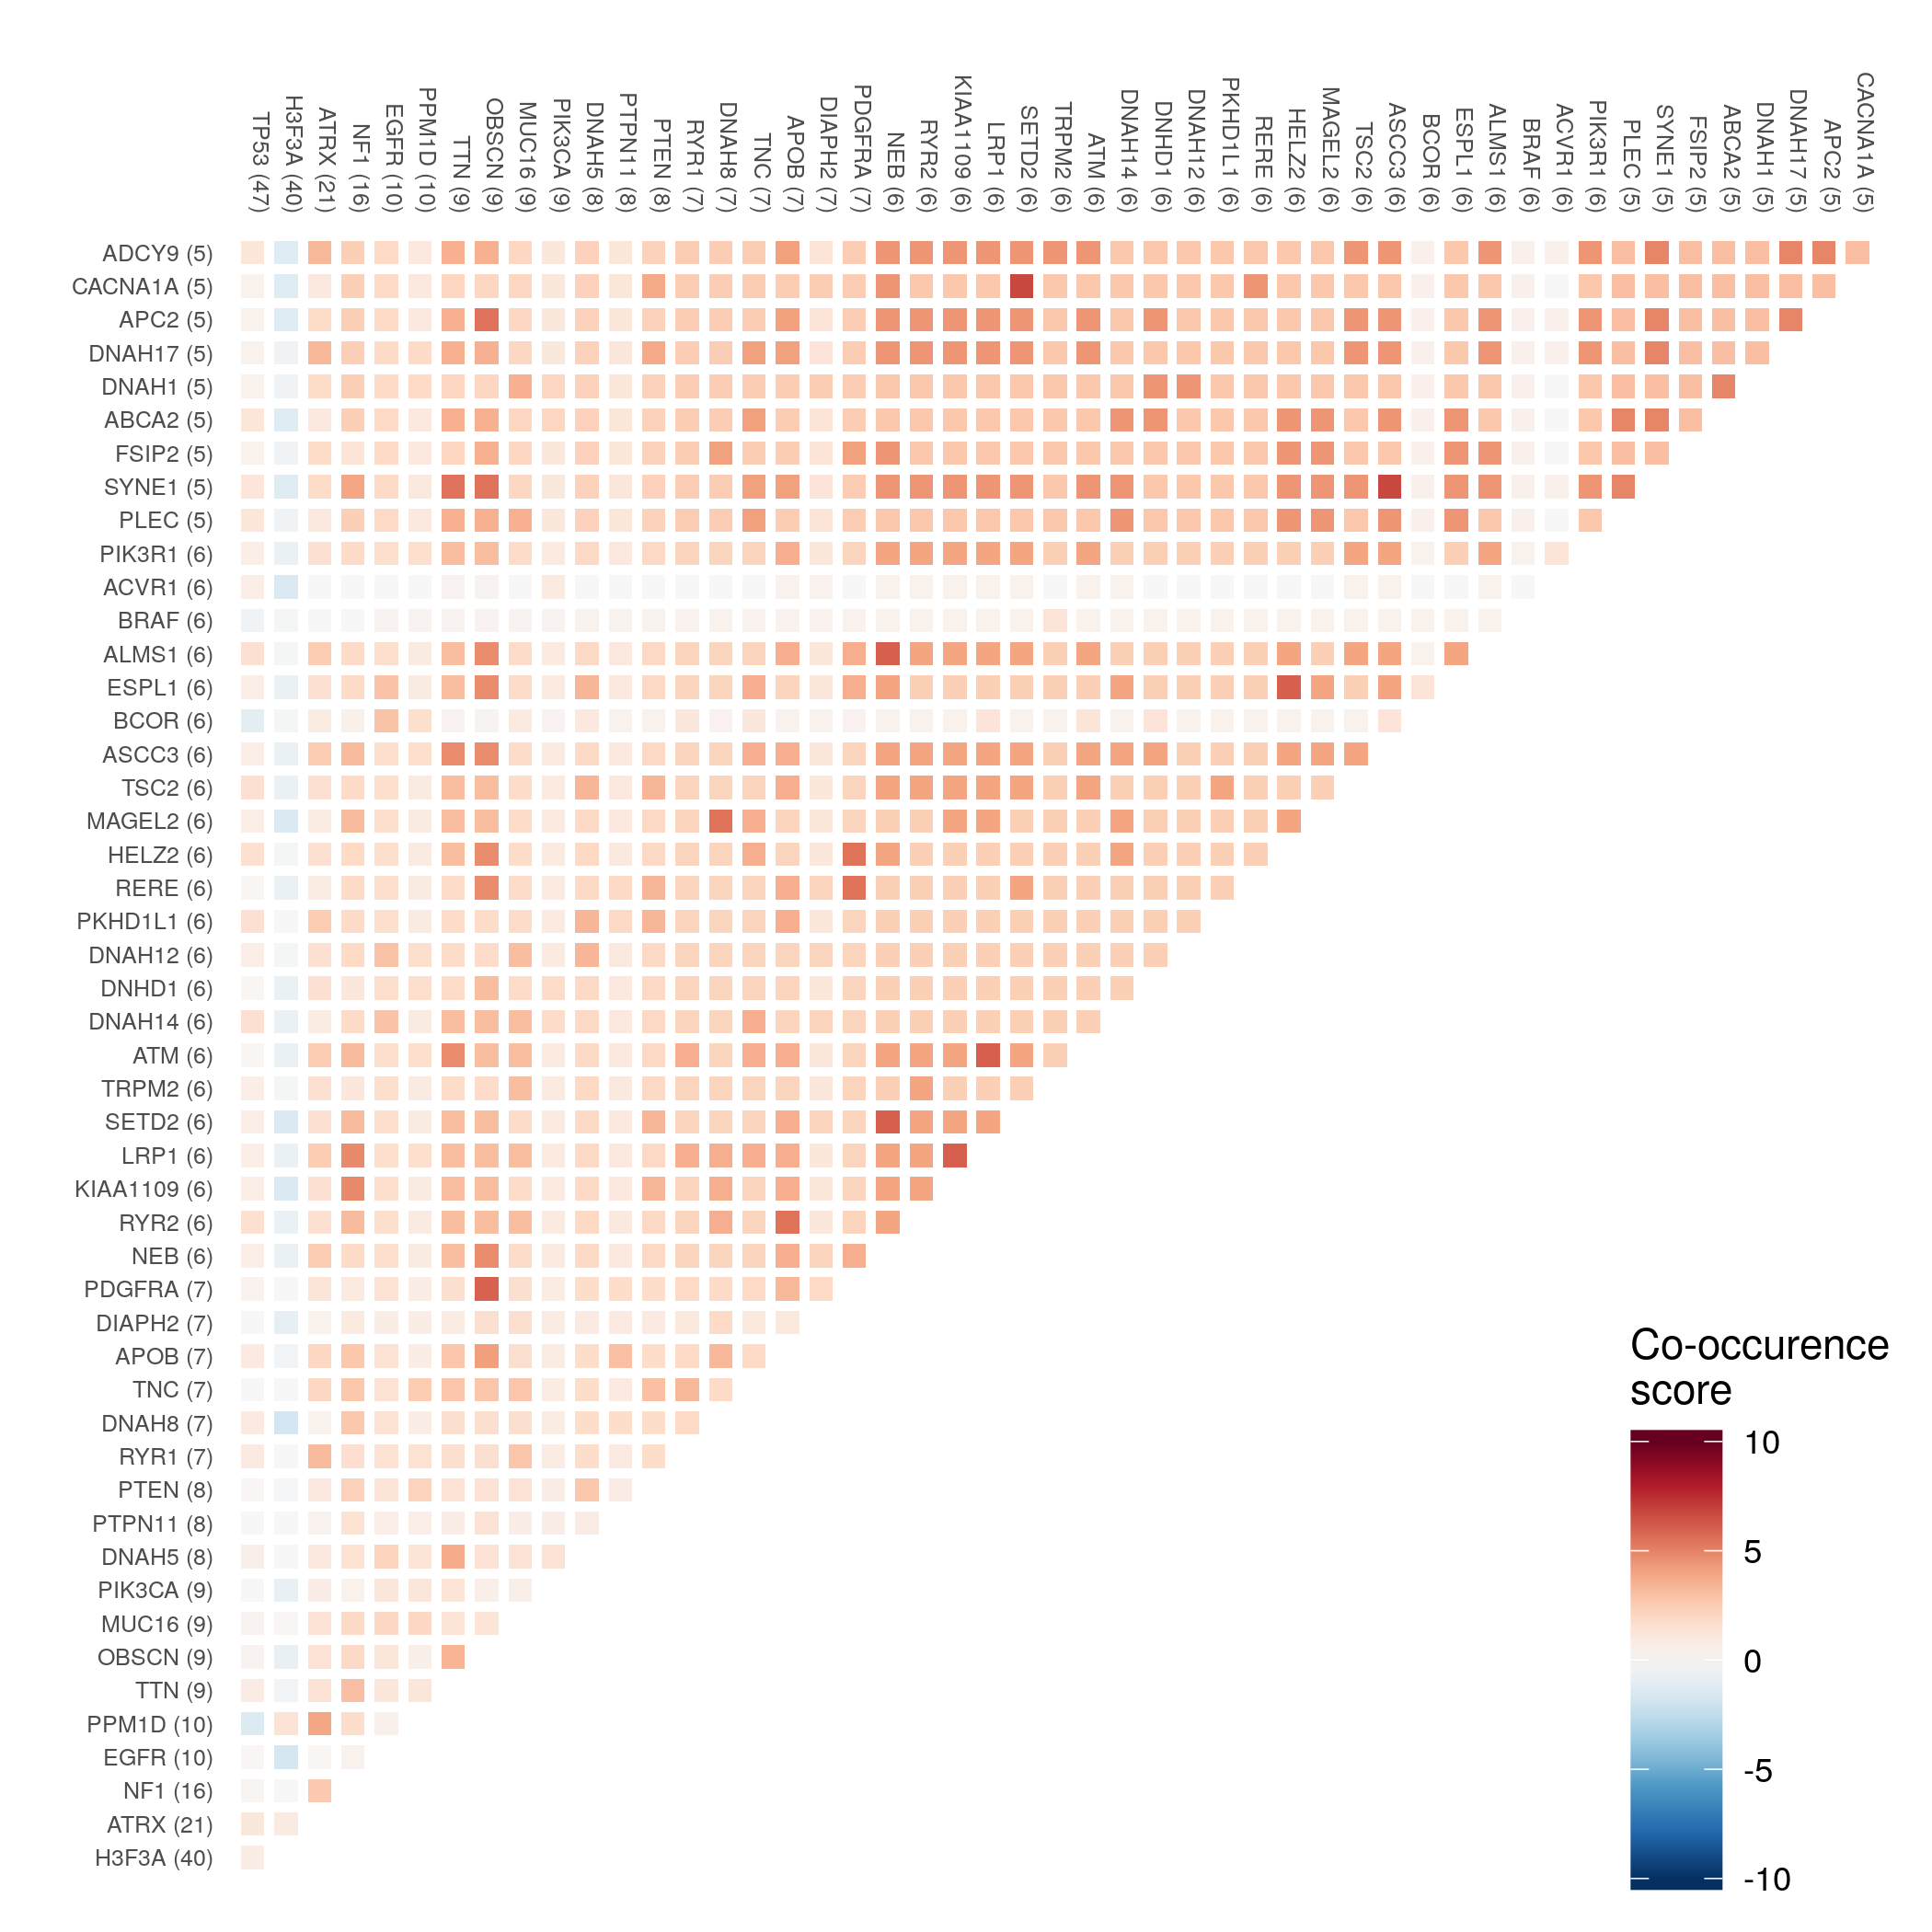 TP53 (47)
H3F3A (40)
ATRX (21)
NF1 (16)
EGFR (10)
PPM1D (10)
TTN (9)
OBSCN (9)
MUC16 (9)
PIK3CA (9)
DNAH5 (8)
PTPN11 (8)
PTEN (8)
RYR1 (7)
DNAH8 (7)
TNC (7)
APOB (7)
DIAPH2 (7)
PDGFRA (7)
NEB (6)
RYR2 (6)
KIAA1109 (6)
LRP1 (6)
SETD2 (6)
TRPM2 (6)
ATM (6)
DNAH14 (6)
DNHD1 (6)
DNAH12 (6)
PKHD1L1 (6)
RERE (6)
HELZ2 (6)
MAGEL2 (6)
TSC2 (6)
ASCC3 (6)
BCOR (6)
ESPL1 (6)
ALMS1 (6)
BRAF (6)
ACVR1 (6)
PIK3R1 (6)
PLEC (5)
SYNE1 (5)
FSIP2 (5)
ABCA2 (5)
DNAH1 (5)
DNAH17 (5)
APC2 (5)
CACNA1A (5)
ADCY9 (5)
CACNA1A (5)
APC2 (5)
DNAH17 (5)
DNAH1 (5)
ABCA2 (5)
FSIP2 (5)
SYNE1 (5)
PLEC (5)
PIK3R1 (6)
ACVR1 (6)
BRAF (6)
ALMS1 (6)
ESPL1 (6)
BCOR (6)
ASCC3 (6)
TSC2 (6)
MAGEL2 (6)
HELZ2 (6)
RERE (6)
PKHD1L1 (6)
DNAH12 (6)
DNHD1 (6)
DNAH14 (6)
ATM (6)
TRPM2 (6)
SETD2 (6)
LRP1 (6)
KIAA1109 (6)
RYR2 (6)
NEB (6)
PDGFRA (7)
DIAPH2 (7)
APOB (7)
TNC (7)
DNAH8 (7)
RYR1 (7)
PTEN (8)
PTPN11 (8)
DNAH5 (8)
PIK3CA (9)
MUC16 (9)
OBSCN (9)
TTN (9)
PPM1D (10)
EGFR (10)
NF1 (16)
ATRX (21)
H3F3A (40)
Co-occurence
score
10
5
0
-5
-10